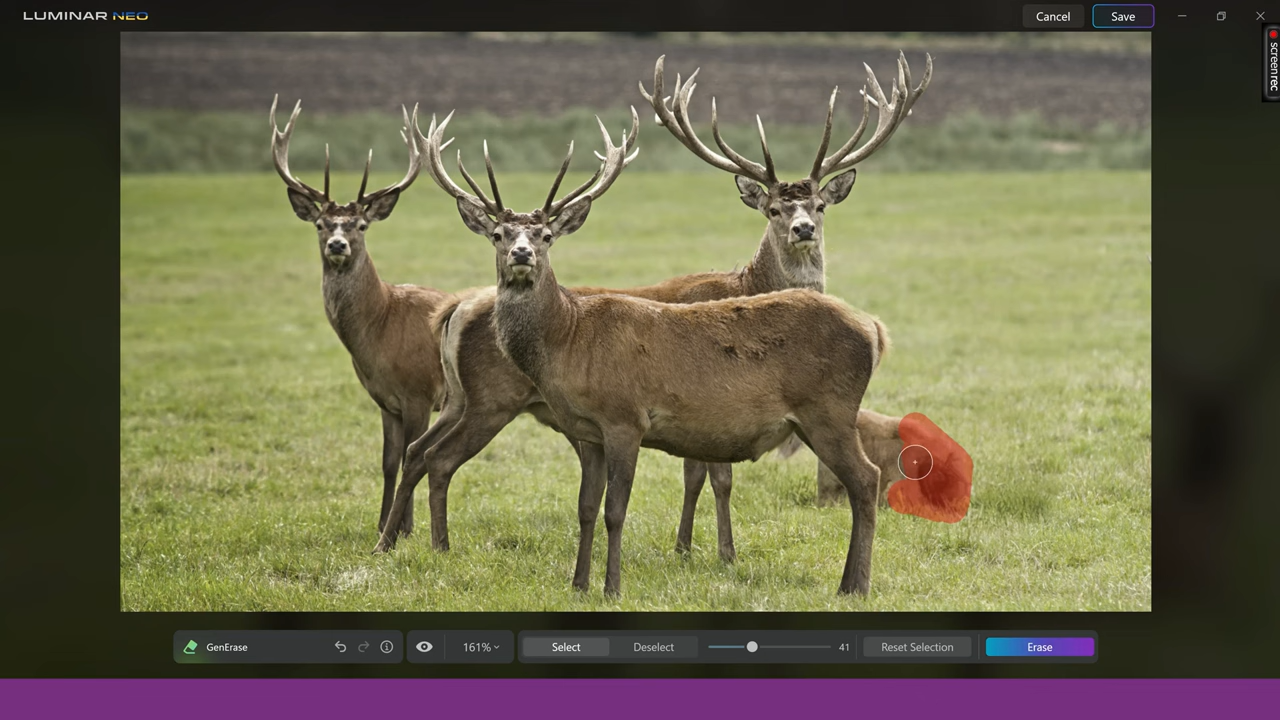 LUMINAR NEO
Cancel
Save
screenrec
GenErase
161%
Select
Deselect
41
Reset Selection
Erase